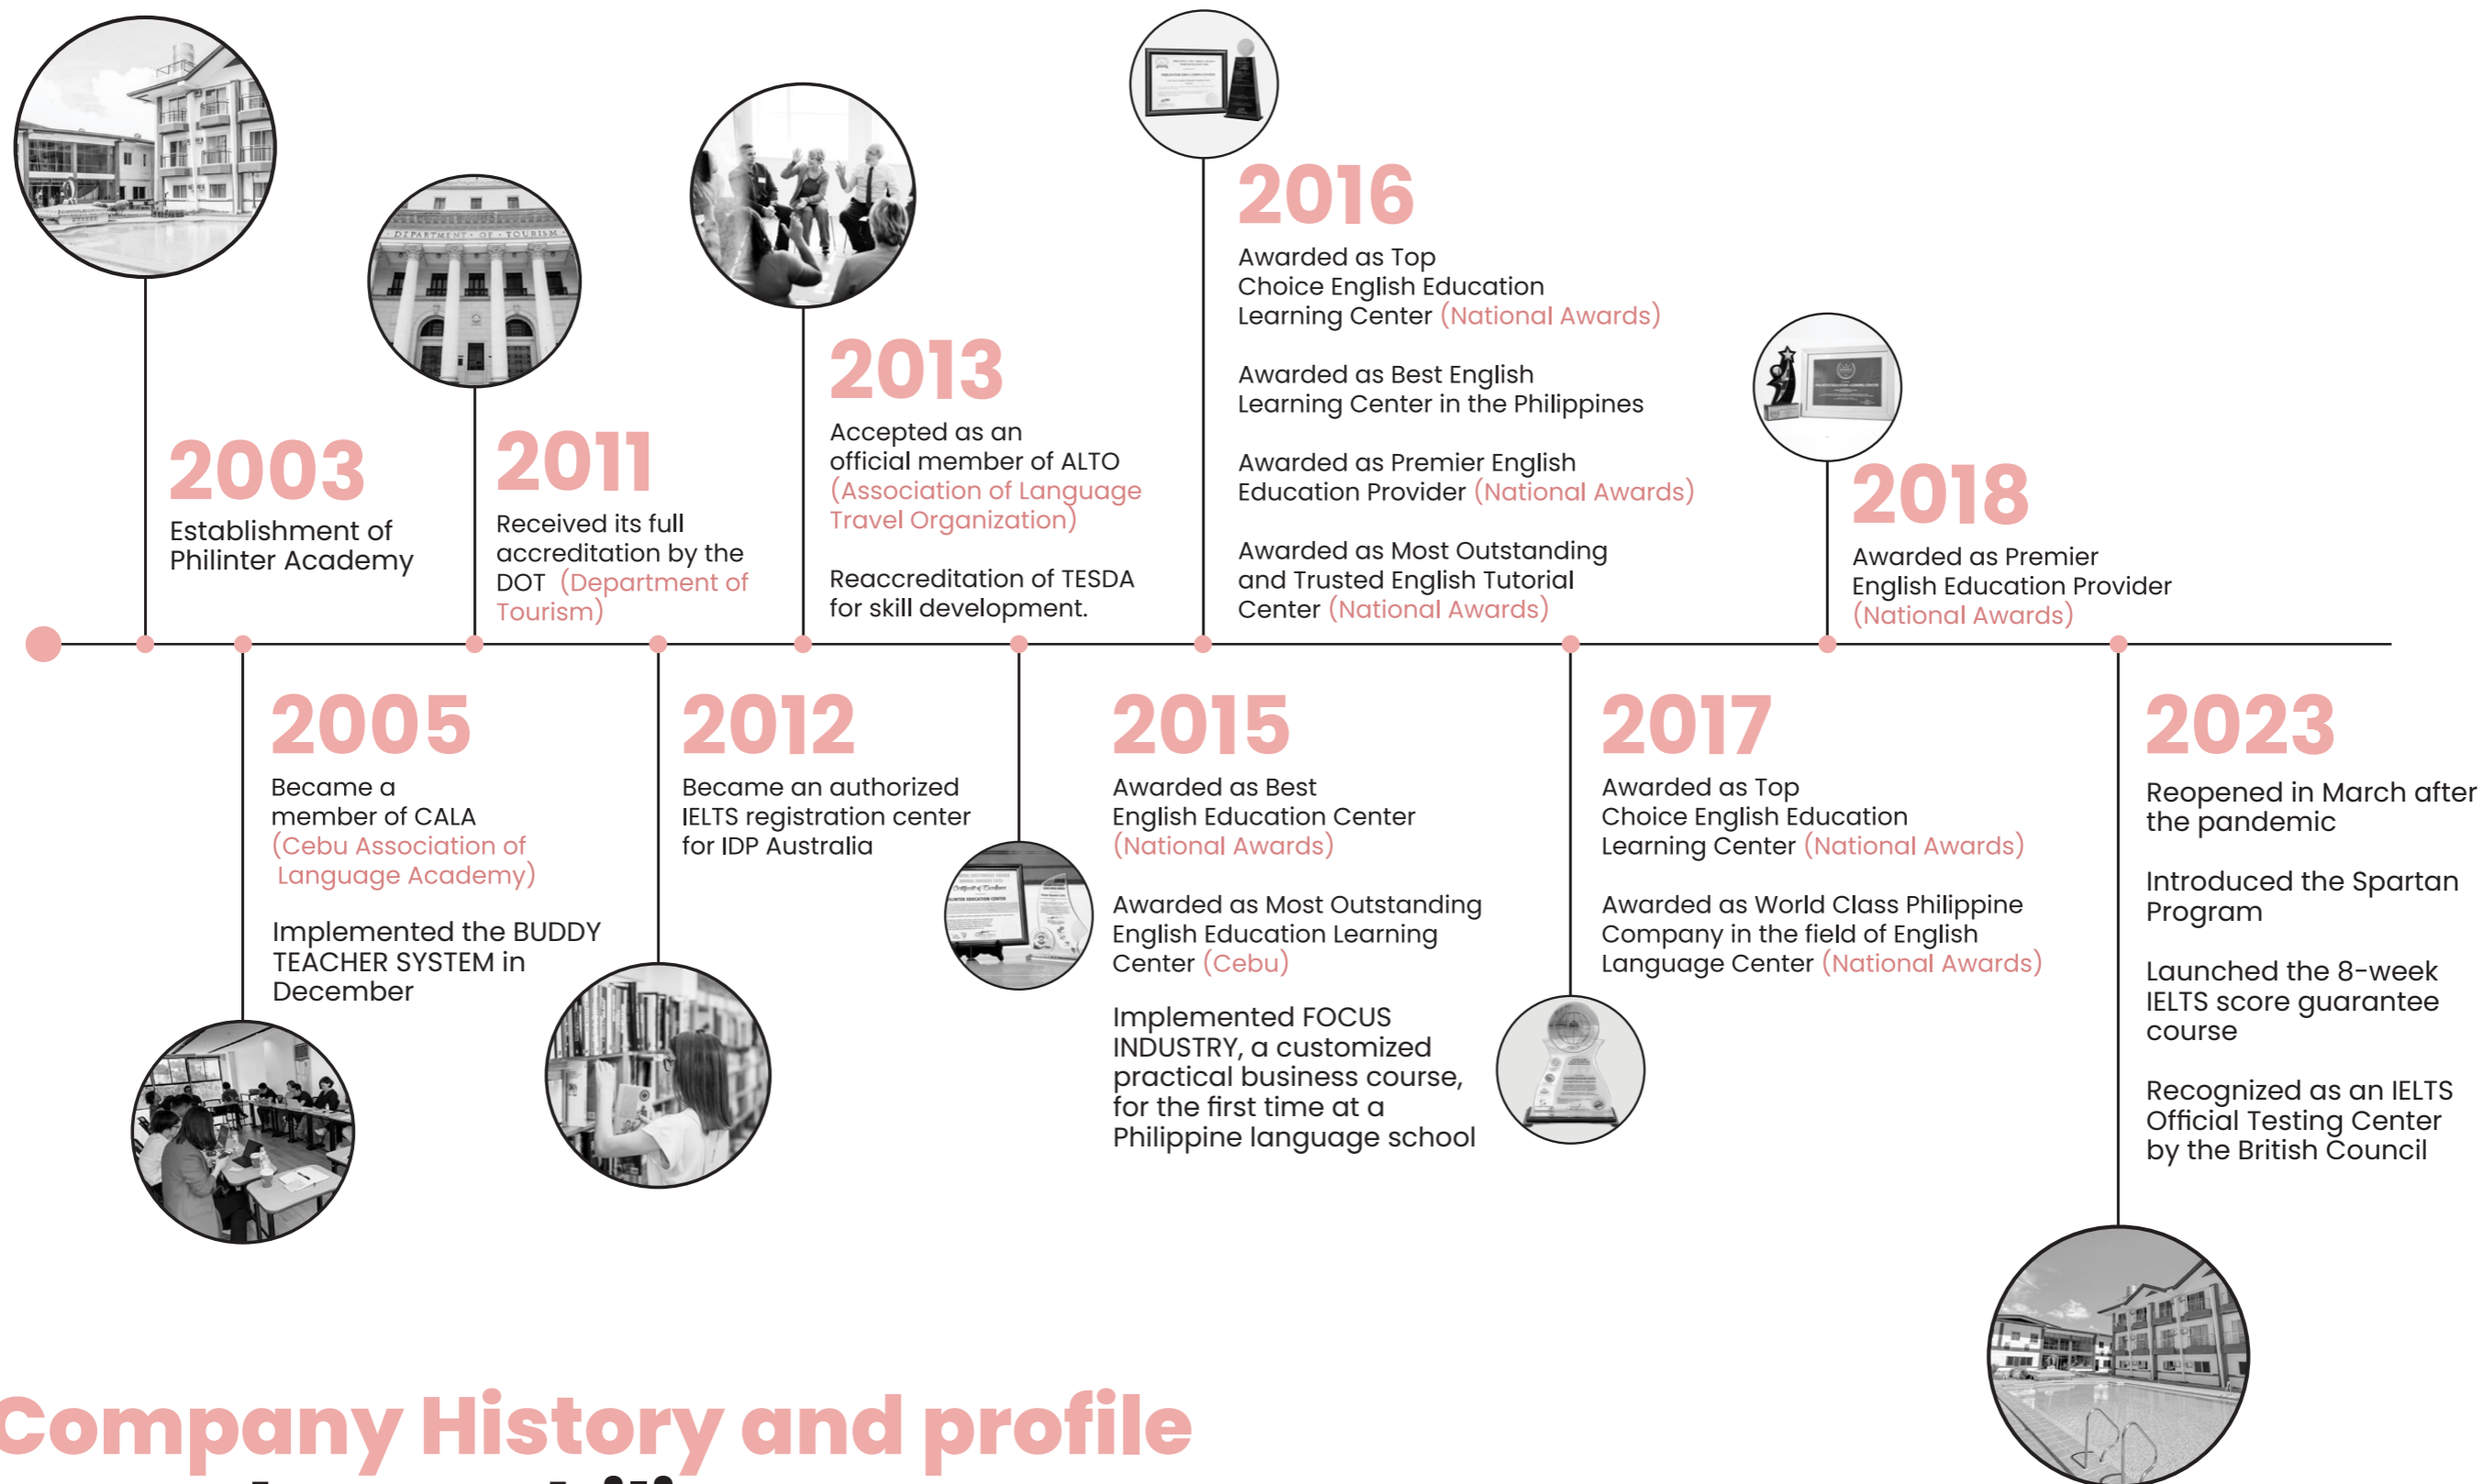 2003
Establishment of
Philinter Academy
2005
Became a
member of CALA
(Cebu Association of
Language Academy)
Implemented the BUDDY
TEACHER SYSTEM in
December
DEPARTMENT · OF · TOURISM
2011
Received its full
accreditation by the
DOT (Department of
Tourism)
2012
Became an authorized
IELTS registration center
for IDP Australia
2013
Accepted as an
official member of ALTO
(Association of Language
Travel Organization)
Reaccreditation of TESDA
for skill development.
2015
Awarded as Best
English Education Center
(National Awards)
Awarded as Most Outstanding
English Education Learning
Center (Cebu)
Implemented FOCUS
INDUSTRY, a customized
practical business course,
for the first time at a
Philippine language school
2016
Awarded as Top
Choice English Education
Learning Center (National Awards)
Awarded as Best English
Learning Center in the Philippines
Awarded as Premier English
Education Provider (National Awards)
Awarded as Most Outstanding
and Trusted English Tutorial
Center (National Awards)
2017
Awarded as Top
Choice English Education
Learning Center (National Awards)
Awarded as World Class Philippine
Company in the field of English
Language Center (National Awards)
2018
Awarded as Premier
English Education Provider
(National Awards)
2023
Reopened in March after
the pandemic
Introduced the Spartan
Program
Launched the 8-week
IELTS score guarantee
course
Recognized as an IELTS
Official Testing Center
by the British Council
Company History and profile